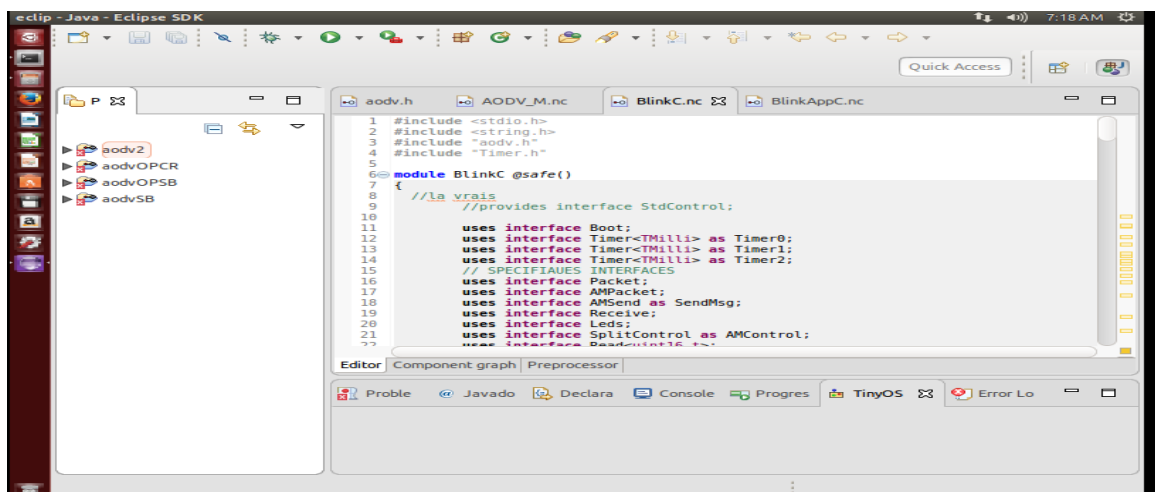 eclip - Java - Eclipse SDK 7:18 AM
Quick Access
P
aodv2
aodvOPCR
aodvOPSB
aodvSB
aodv.h AODV_M.nc BlinkC.nc BlinkAppC.nc
1 #include <stdio.h>
2 #include <string.h>
3 #include "aodv.h"
4 #include "Timer.h"
5
6 module BlinkC @safe()
7 {
8 //la vrais
9 //provides interface StdControl;
10
11 uses interface Boot;
12 uses interface Timer<TMilli> as Timer0;
13 uses interface Timer<TMilli> as Timer1;
14 uses interface Timer<TMilli> as Timer2;
15 // SPECIFIAUES INTERFACES
16 uses interface Packet;
17 uses interface AMPacket;
18 uses interface AMSend as SendMsg;
19 uses interface Receive;
20 uses interface Leds;
21 uses interface SplitControl as AMControl;
22 uses interface Read<uint16_t>;
Editor Component graph Preprocessor
Proble Javado Declara Console Progres TinyOS Error Lo